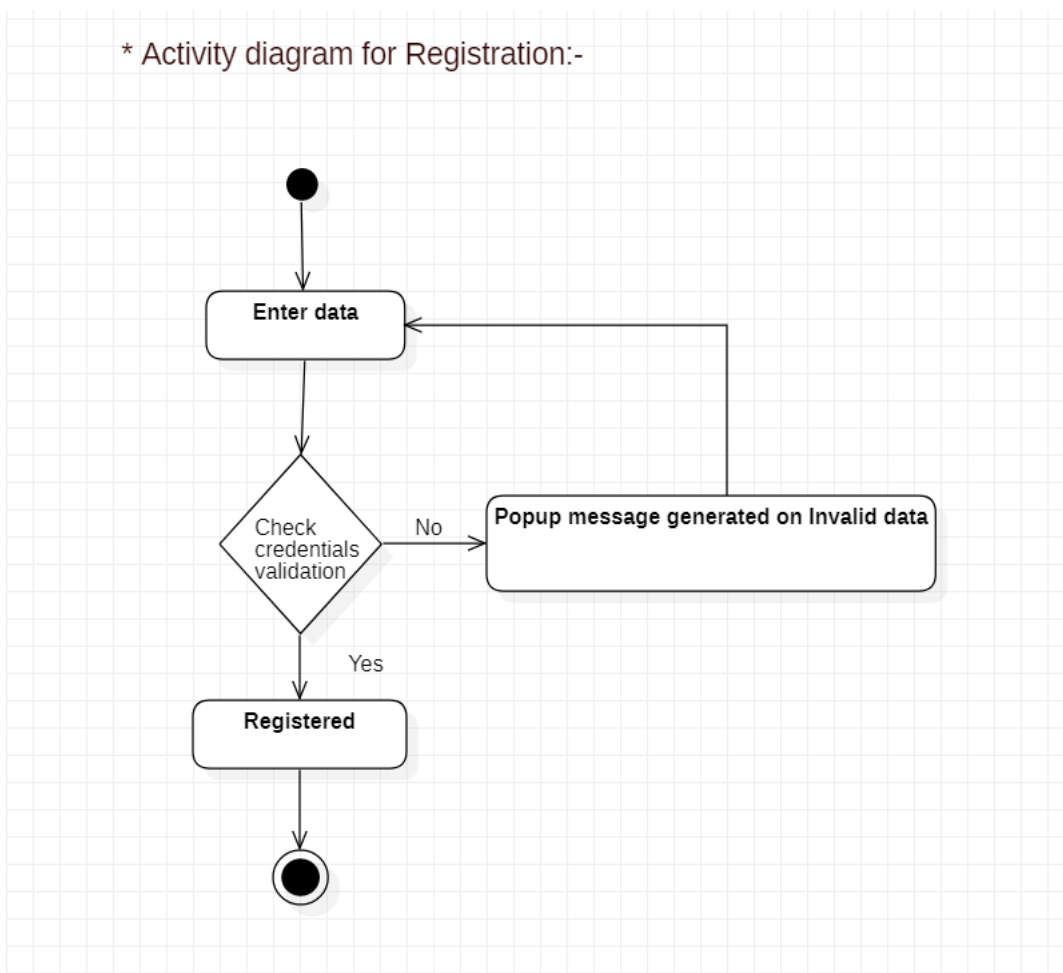 * Activity diagram for Registration:-
Enter data
Check
credentials
validation
No
Popup message generated on Invalid data
Yes
Registered